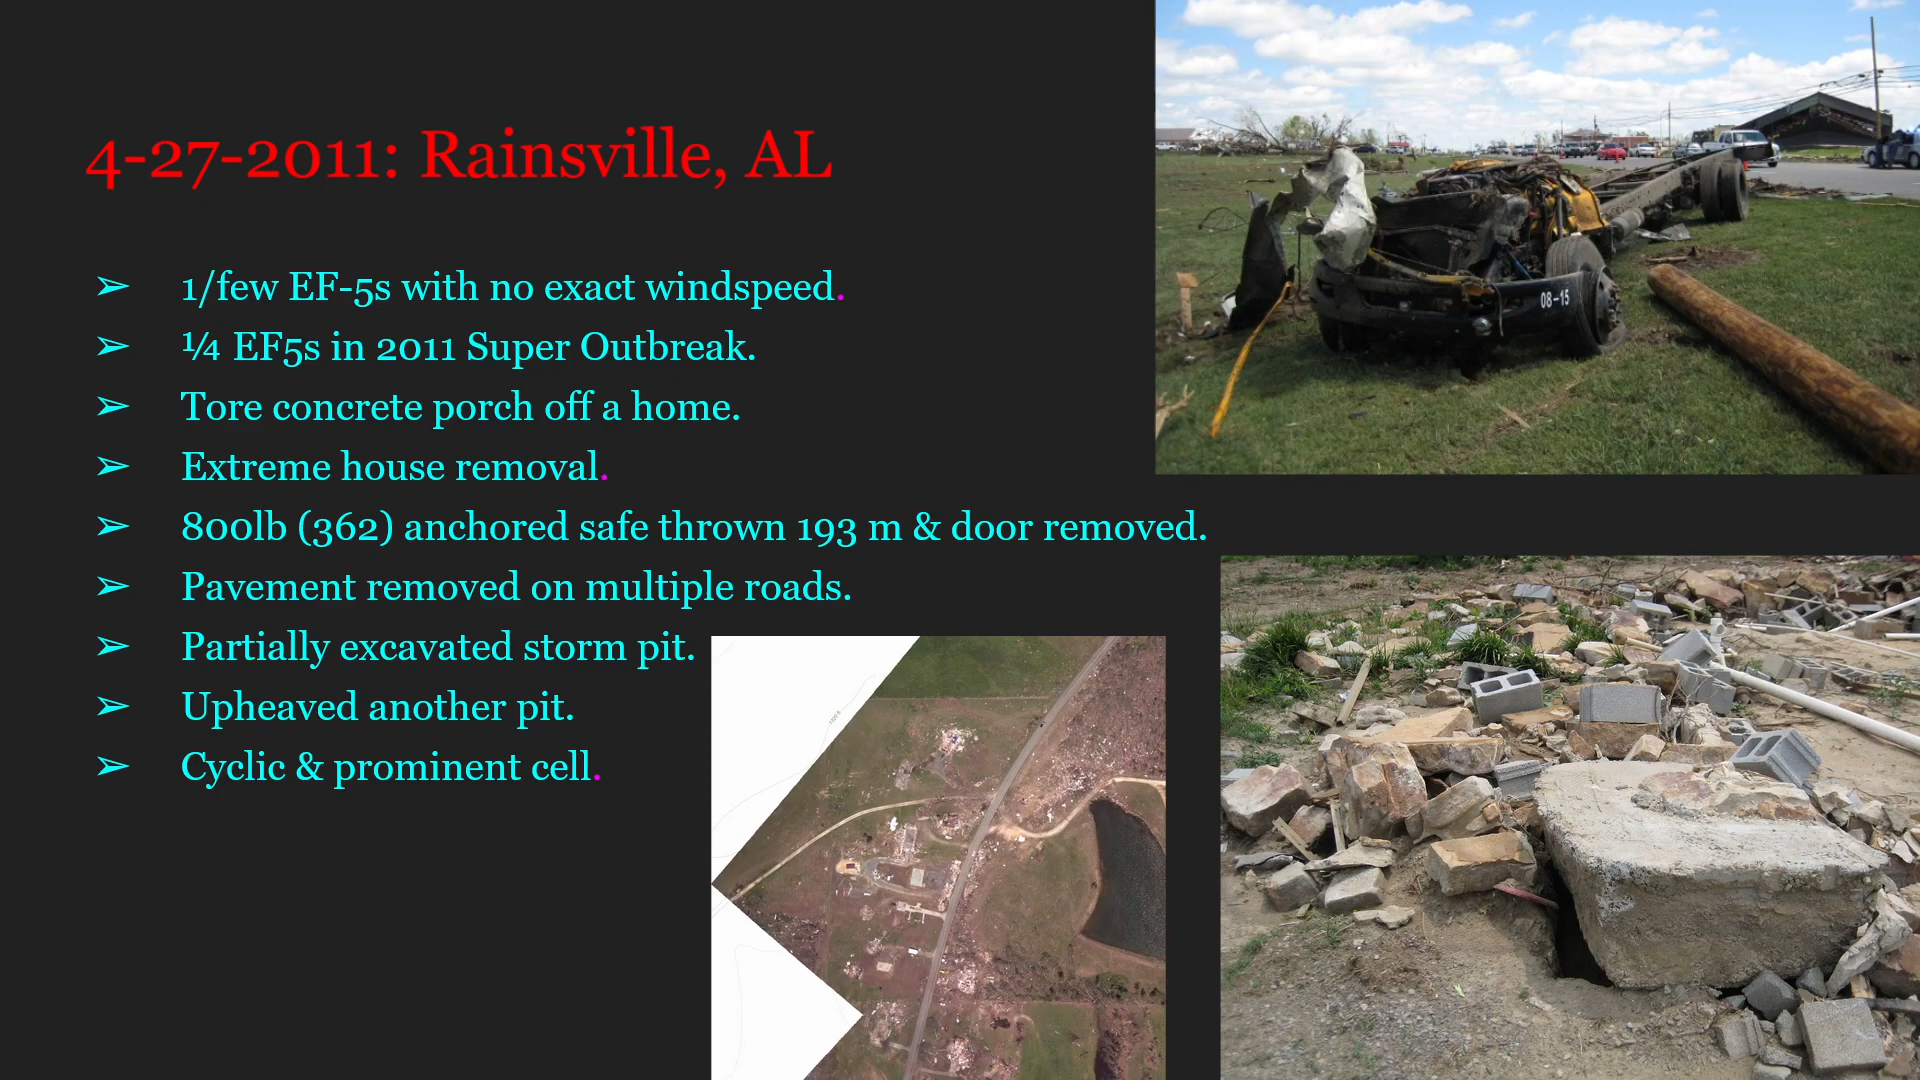 4-27-2011: Rainsville, AL
➢ 1/few EF-5s with no exact windspeed.
➢ ¼ EF5s in 2011 Super Outbreak.
➢ Tore concrete porch off a home.
➢ Extreme house removal.
➢ 800lb (362) anchored safe thrown 193 m & door removed.
➢ Pavement removed on multiple roads.
➢ Partially excavated storm pit.
➢ Upheaved another pit.
➢ Cyclic & prominent cell.
08-15